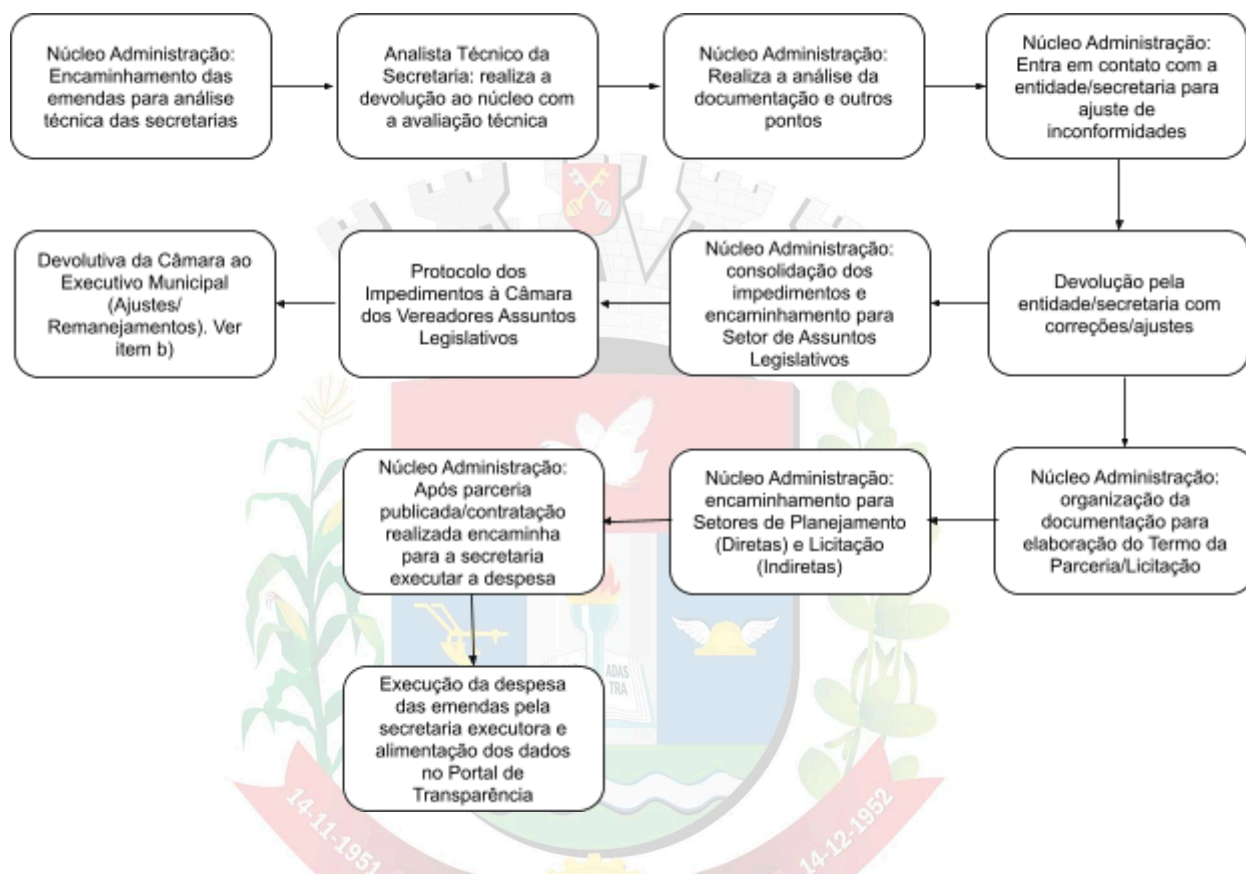 Núcleo Administração:
Encaminhamento das
emendas para análise
técnica das secretarias
Analista Técnico da
Secretaria: realiza a
devolução ao núcleo com
a avaliação técnica
Núcleo Administração:
Realiza a análise da
documentação e outros
pontos
Núcleo Administração:
Entra em contato com a
entidade/secretaria para
ajuste de
inconformidades
Devolutiva da Câmara ao
Executivo Municipal
(Ajustes/
Remanejamentos). Ver
item b)
Protocolo dos
Impedimentos à Câmara
dos Vereadores Assuntos
Legislativos
Núcleo Administração:
consolidação dos
impedimentos e
encaminhamento para
Setor de Assuntos
Legislativos
Devolução pela
entidade/secretaria com
correções/ajustes
Núcleo Administração:
Após parceria
publicada/contratação
realizada encaminha
para a secretaria
executar a despesa
Núcleo Administração:
encaminhamento para
Setores de Planejamento
(Diretas) e Licitação
(Indiretas)
Núcleo Administração:
organização da
documentação para
elaboração do Termo da
Parceria/Licitação
Execução da despesa
das emendas pela
secretaria executora e
alimentação dos dados
no Portal de
Transparência
ADAS
TRA
14-11-1951
14-12-1952